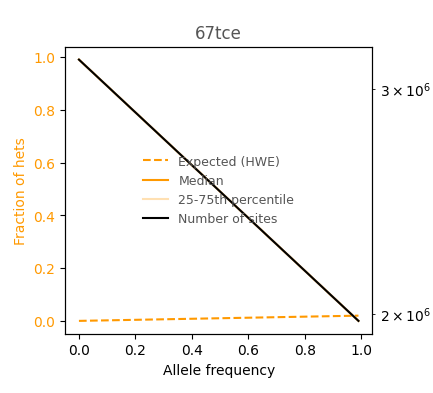 67tce
Fraction of hets
1.0
0.8
0.6
0.4
0.2
0.0
3 × 10⁶
2 × 10⁶
Expected (HWE)
Median
25-75th percentile
Number of sites
0.0 0.2 0.4 0.6 0.8 1.0
Allele frequency